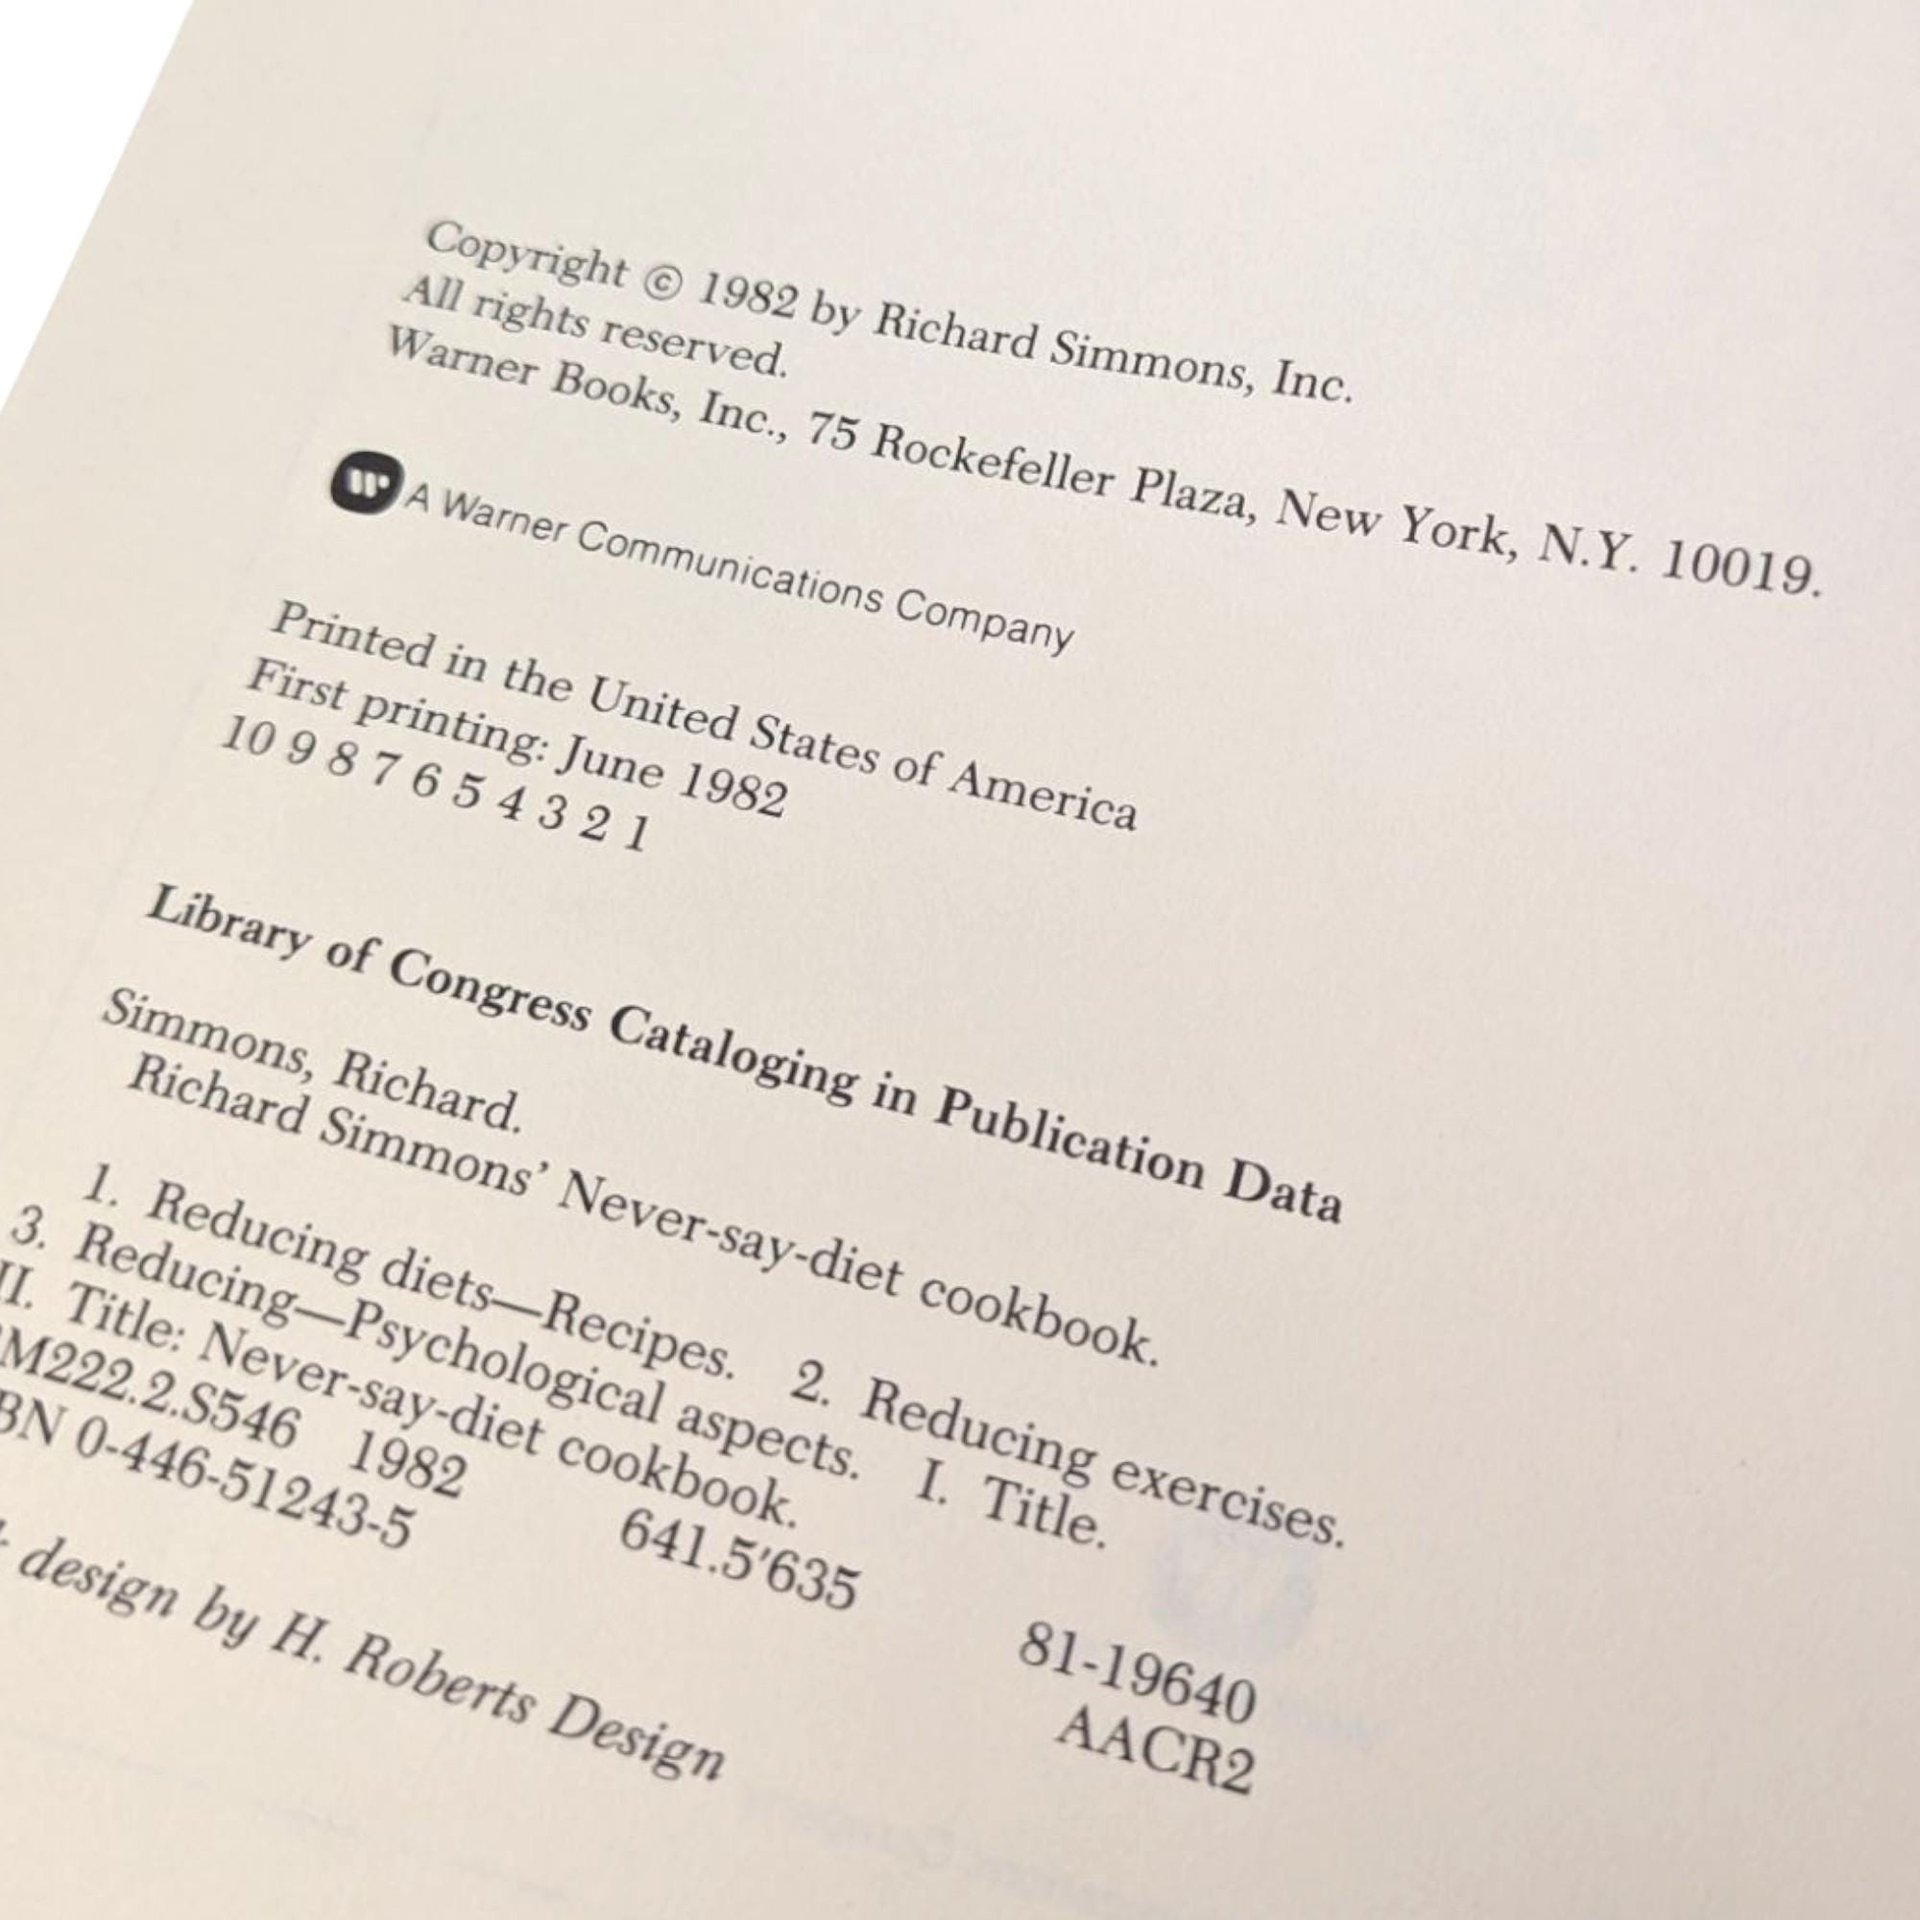 Copyright © 1982 by Richard Simmons, Inc.
All rights reserved.
Warner Books, Inc., 75 Rockefeller Plaza, New York, N.Y. 10019.
A Warner Communications Company
Printed in the United States of America
First printing: June 1982
10 9 8 7 6 5 4 3 2 1
Library of Congress Cataloging in Publication Data
Simmons, Richard.
Richard Simmons’ Never-say-diet cookbook.
1. Reducing diets—Recipes. 2. Reducing exercises.
3. Reducing—Psychological aspects. I. Title.
II. Title: Never-say-diet cookbook.
M222.2.S546 1982 641.5′635 81-19640
BN 0-446-51243-5 AACR2
design by H. Roberts Design